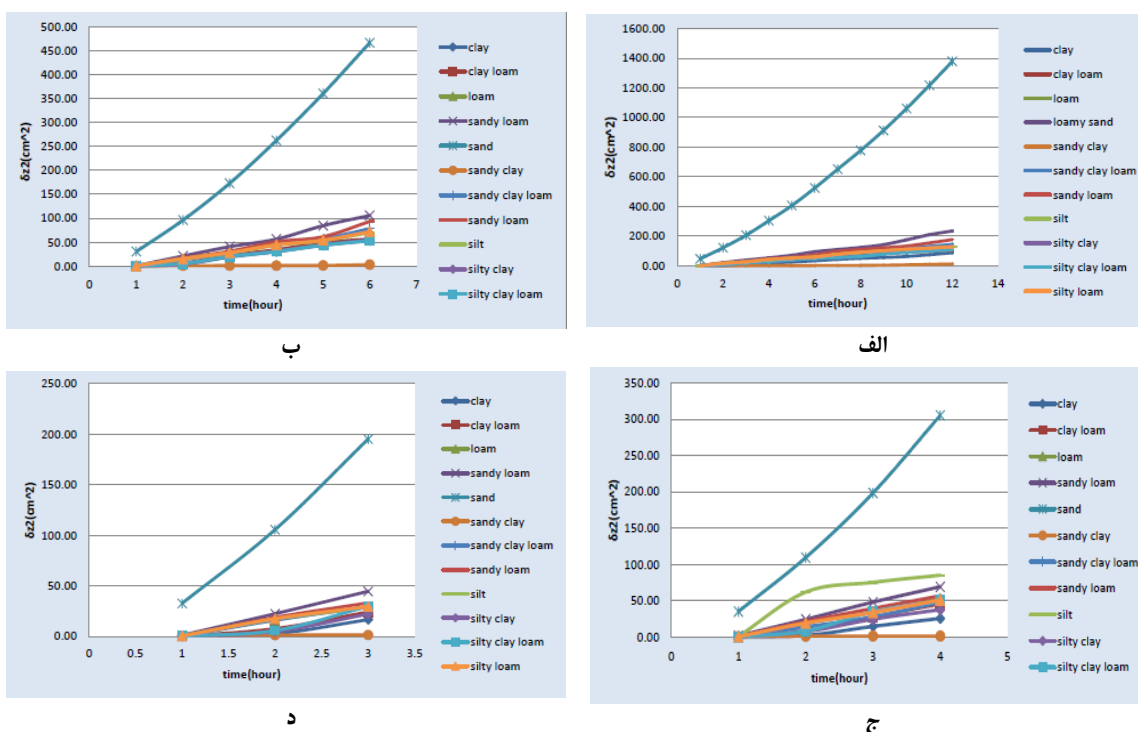 1600.00
1400.00
1200.00
1000.00
800.00
600.00
400.00
200.00
0.00
δz2(cm^2)
0 2 4 6 8 10 12 14
time(hour)
clay
clay loam
loam
loamy sand
sandy clay
sandy clay loam
sandy loam
silt
silty clay
silty clay loam
silty loam
الف
500.00
450.00
400.00
350.00
300.00
250.00
200.00
150.00
100.00
50.00
0.00
δz2(cm^2)
0 1 2 3 4 5 6 7
time(hour)
clay
clay loam
loam
sandy loam
sand
sandy clay
sandy clay loam
sandy loam
silt
silty clay
silty clay loam
ب
350.00
300.00
250.00
200.00
150.00
100.00
50.00
0.00
δz2(cm^2)
0 1 2 3 4 5
time(hour)
clay
clay loam
loam
sandy loam
sand
sandy clay
sandy clay loam
sandy loam
silt
silty clay
silty clay loam
ج
250.00
200.00
150.00
100.00
50.00
0.00
δz2(cm^2)
0 0.5 1 1.5 2 2.5 3 3.5
time(hour)
clay
clay loam
loam
sandy loam
sand
sandy clay
sandy clay loam
sandy loam
silt
silty clay
silty clay loam
silty loam
د